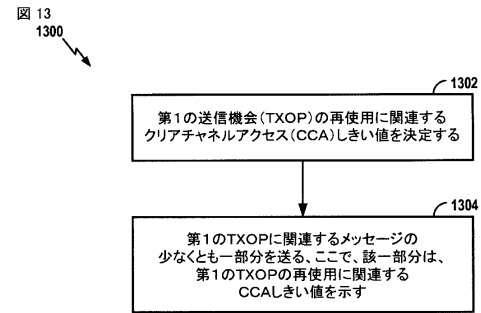 図 13
1300
1302
第1の送信機会(TXOP)の再使用に関連する
クリアチャネルアクセス(CCA)しきい値を決定する
1304
第1のTXOPに関連するメッセージの
少なくとも一部分を送る、ここで、該一部分は、
第1のTXOPの再使用に関連する
CCAしきい値を示す